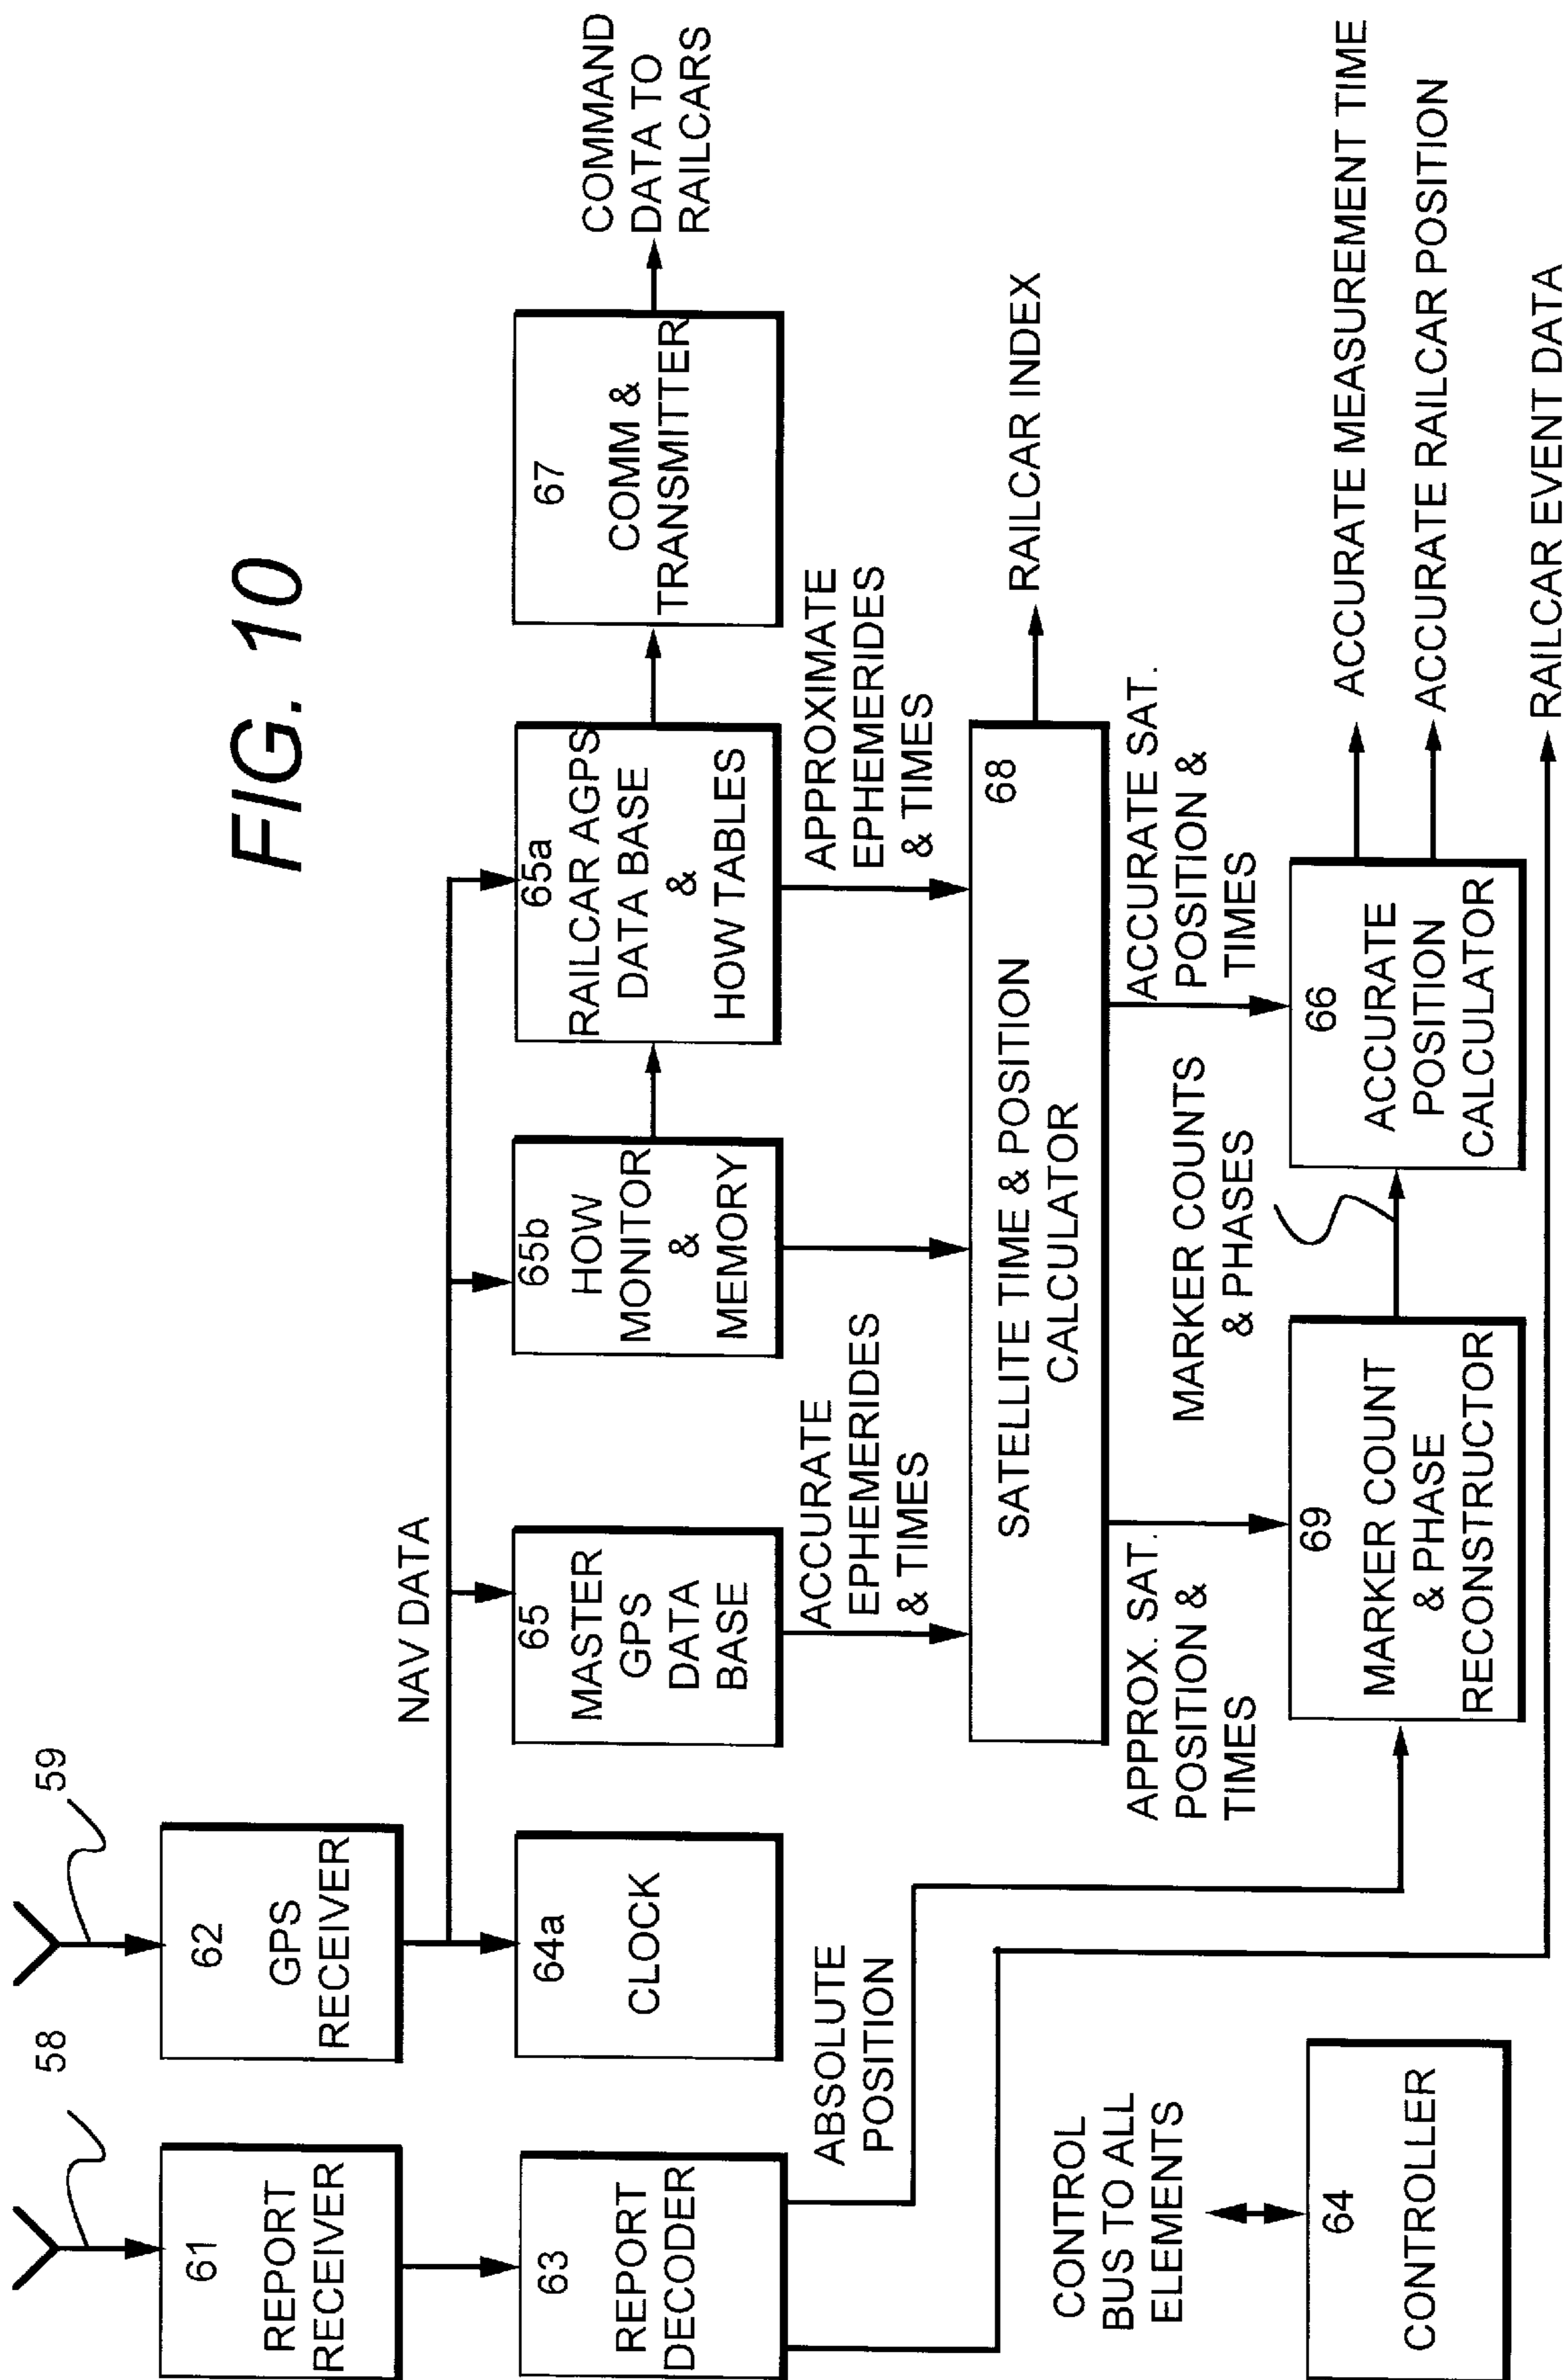 FIG. 10
58
59
61
REPORT
RECEIVER
62
GPS
RECEIVER
NAV DATA
63
REPORT
DECODER
64a
CLOCK
65
MASTER
GPS
DATA
BASE
65b
HOW
MONITOR
&
MEMORY
65a
RAILCAR AGPS
DATA BASE
&
HOW TABLES
67
COMM &
TRANSMITTER
COMMAND
DATA TO
RAILCARS
ABSOLUTE
POSITION
ACCURATE
EPHEMERIDES
& TIMES
APPROXIMATE
EPHEMERIDES
& TIMES
68
SATELLITE TIME & POSITION
CALCULATOR
RAILCAR INDEX
CONTROL
BUS TO ALL
ELEMENTS
APPROX. SAT.
POSITION &
TIMES
MARKER COUNTS
& PHASES
ACCURATE SAT.
POSITION &
TIMES
64
CONTROLLER
69
MARKER COUNT
& PHASE
RECONSTRUCTOR
66
ACCURATE
POSITION
CALCULATOR
ACCURATE MEASUREMENT TIME
ACCURATE RAILCAR POSITION
RAILCAR EVENT DATA